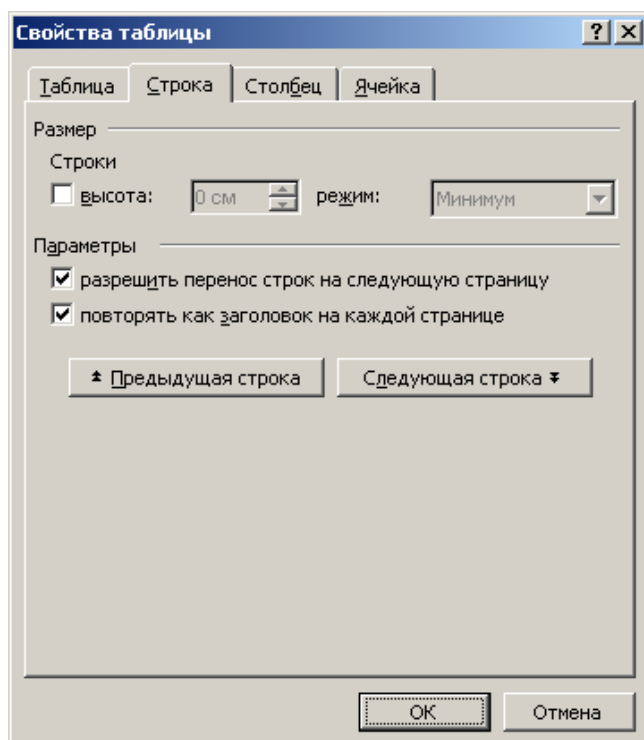 Свойства таблицы
Таблица Строка Столбец Ячейка
Размер
Строки
высота: 0 см режим: Минимум
Параметры
разрешить перенос строк на следующую страницу
повторять как заголовок на каждой странице
Предыдущая строка Следующая строка
ОК Отмена